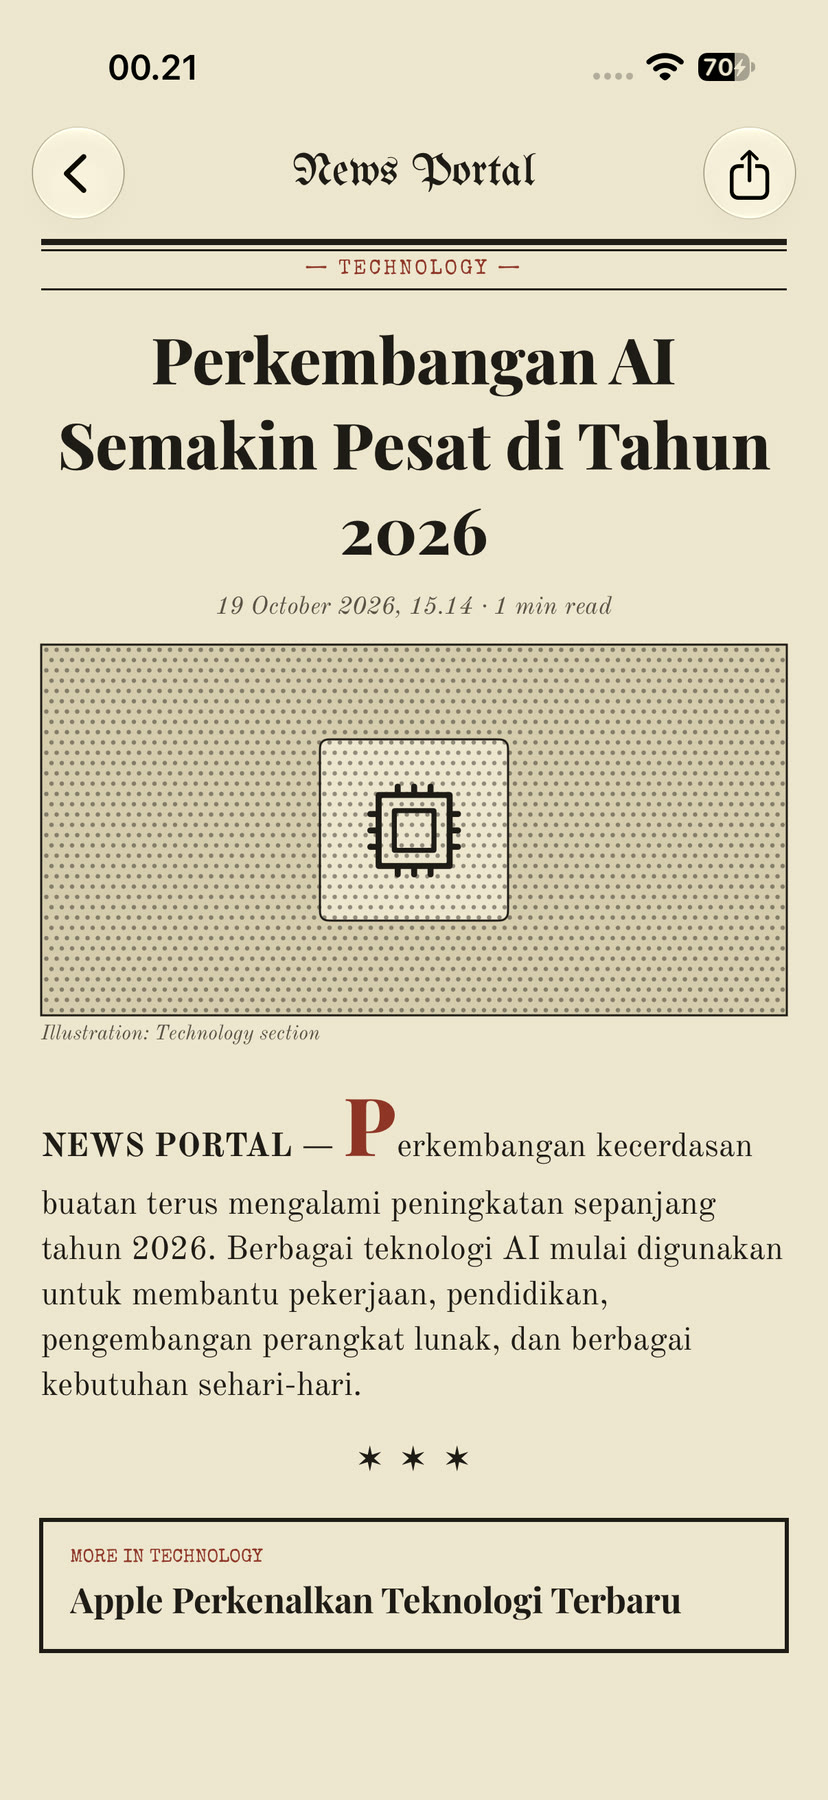 00.21
70
News Portal
— TECHNOLOGY —
Perkembangan AI
Semakin Pesat di Tahun
2026
19 October 2026, 15.14 · 1 min read
Illustration: Technology section
NEWS PORTAL — Perkembangan kecerdasan
buatan terus mengalami peningkatan sepanjang
tahun 2026. Berbagai teknologi AI mulai digunakan
untuk membantu pekerjaan, pendidikan,
pengembangan perangkat lunak, dan berbagai
kebutuhan sehari-hari.
✶ ✶ ✶
MORE IN TECHNOLOGY
Apple Perkenalkan Teknologi Terbaru